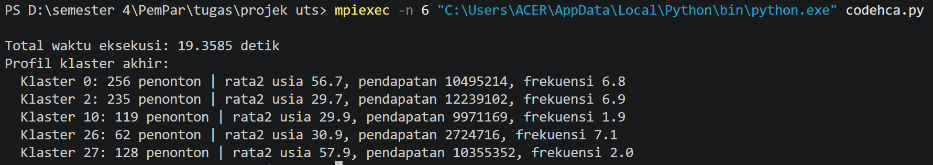 PS D:\semester 4\PemPar\tugas\projek uts> mpiexec -n 6 "C:\Users\ACER\AppData\Local\Python\bin\python.exe" codehca.py
Total waktu eksekusi: 19.3585 detik
Profil klaster akhir:
Klaster 0: 256 penonton | rata2 usia 56.7, pendapatan 10495214, frekuensi 6.8
Klaster 2: 235 penonton | rata2 usia 29.7, pendapatan 12239102, frekuensi 6.9
Klaster 10: 119 penonton | rata2 usia 29.9, pendapatan 9971169, frekuensi 1.9
Klaster 26: 62 penonton | rata2 usia 30.9, pendapatan 2724716, frekuensi 7.1
Klaster 27: 128 penonton | rata2 usia 57.9, pendapatan 10355352, frekuensi 2.0